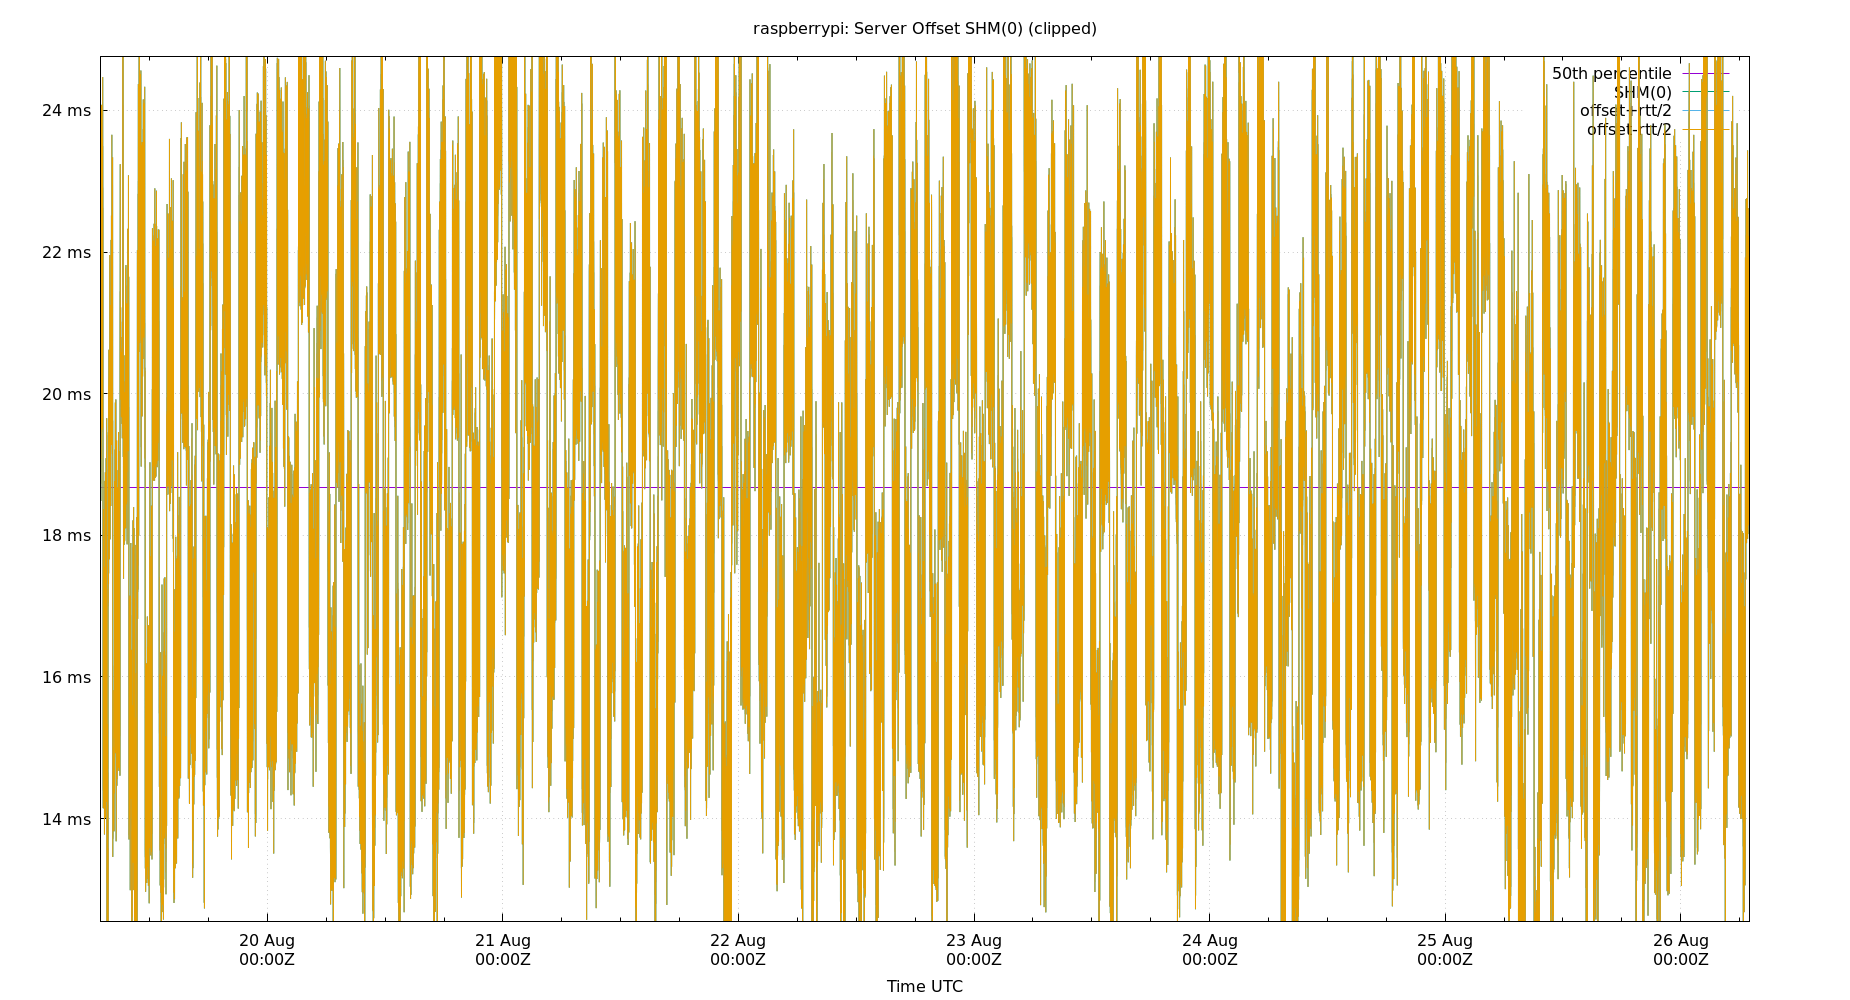 raspberrypi: Server Offset SHM(0) (clipped)
50th percentile
SHM(0)
offset+rtt/2
offset-rtt/2
24 ms
22 ms
20 ms
18 ms
16 ms
14 ms
20 Aug 21 Aug 22 Aug 23 Aug 24 Aug 25 Aug 26 Aug
00:00Z 00:00Z 00:00Z 00:00Z 00:00Z 00:00Z 00:00Z
Time UTC